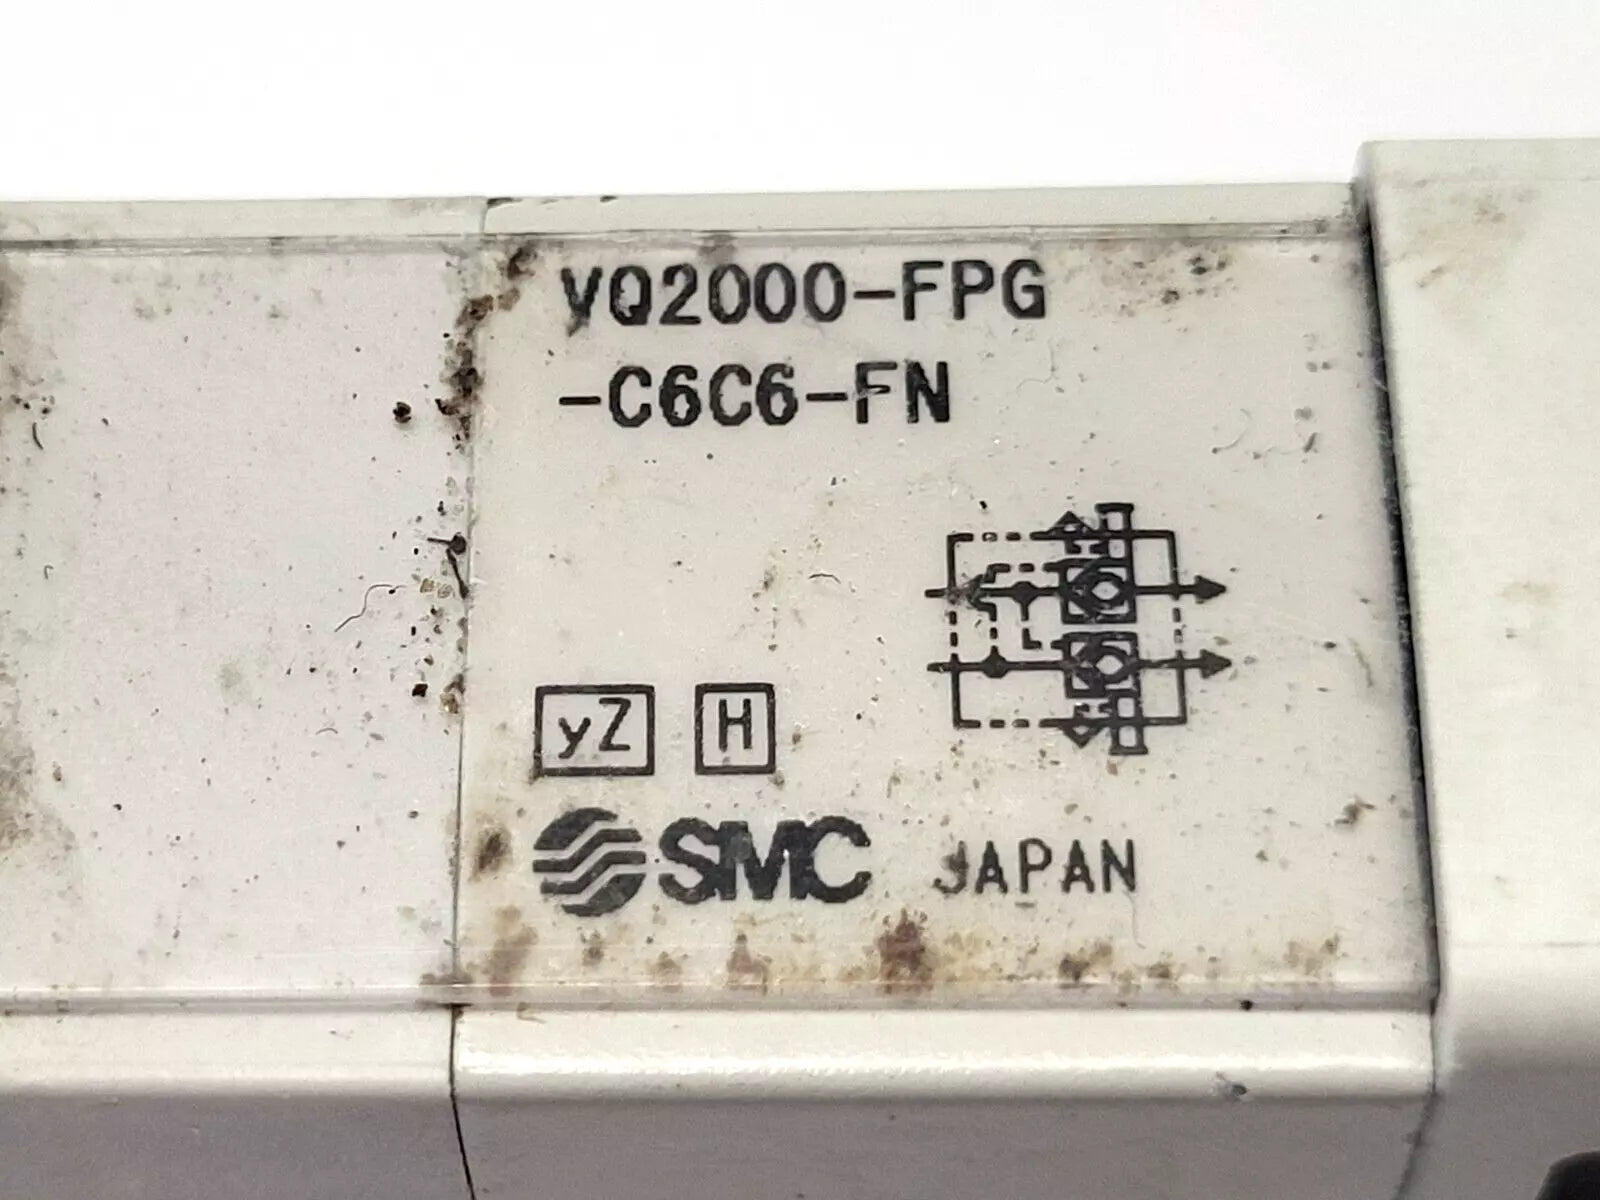 VQ2000-FPG
-C6C6-FN
yZ H
SMC JAPAN